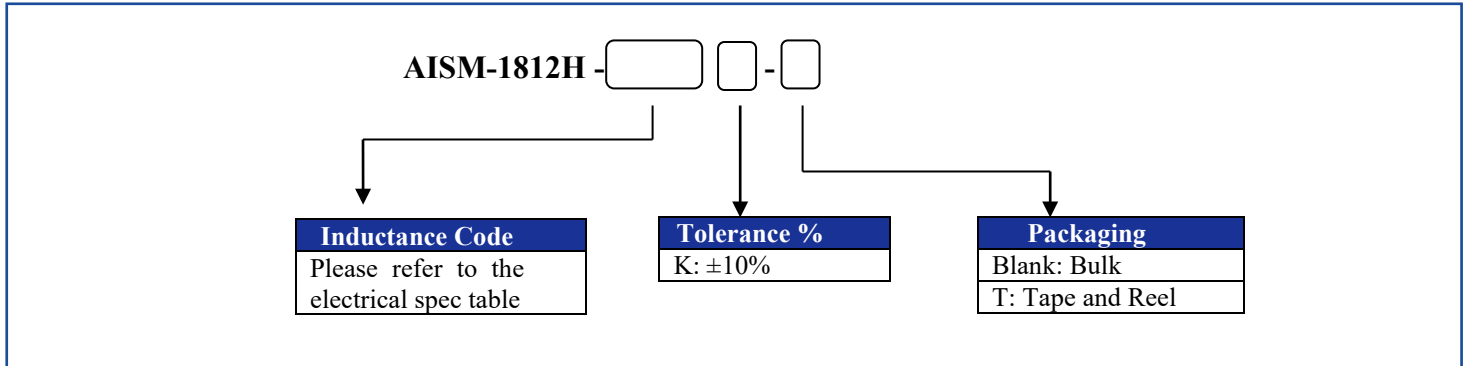 AISM-1812H - -
Inductance Code
Please refer to the
electrical spec table
Tolerance %
K: ±10%
Packaging
Blank: Bulk
T: Tape and Reel